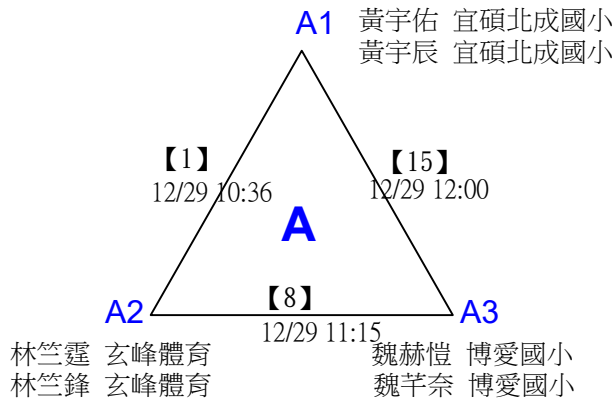 A1 黃宇佑 宜碩北成國小
黃宇辰 宜碩北成國小
【1】
12/29 10:36
【15】
12/29 12:00
A
【8】
12/29 11:15
A2
A3
林竺霆 玄峰體育
林竺鋒 玄峰體育
魏赫愷 博愛國小
魏芊奈 博愛國小